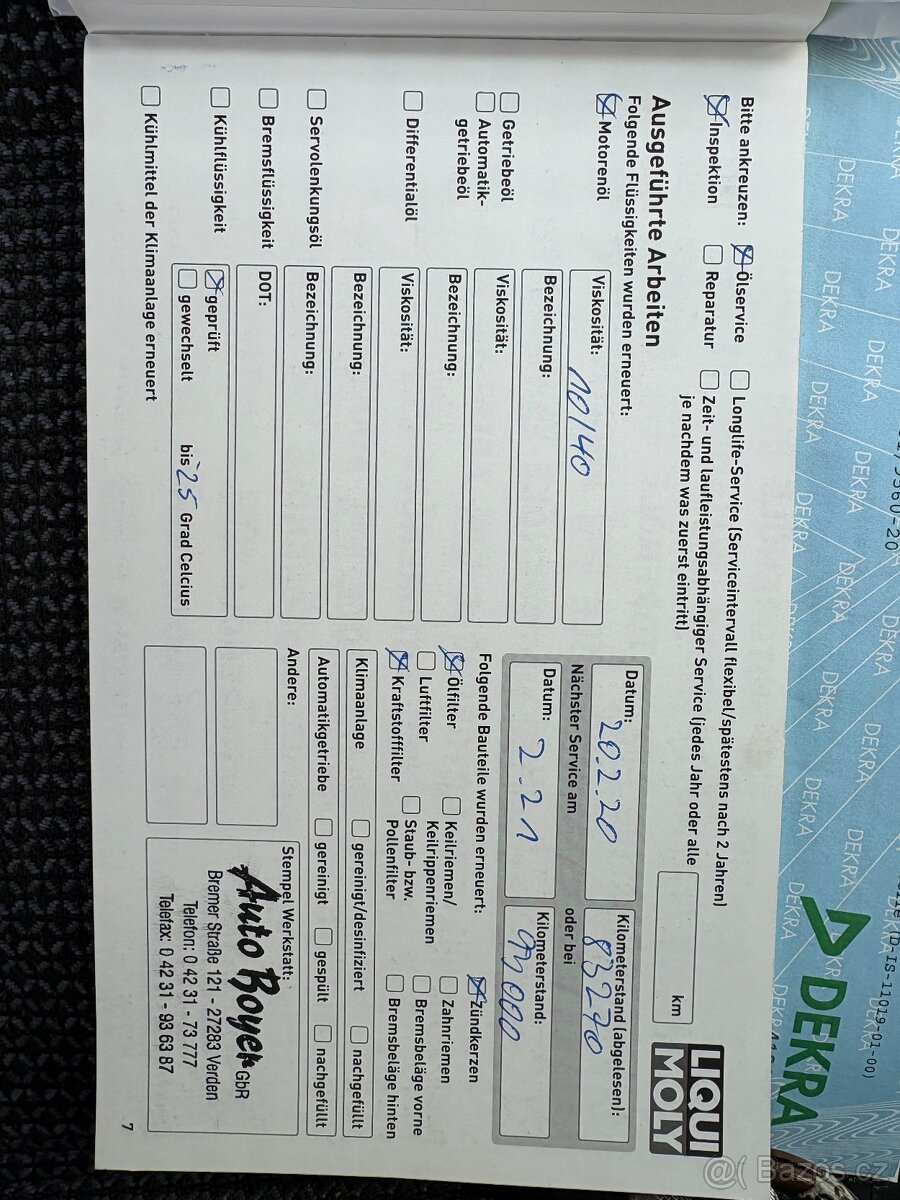 LIQUI
MOLY
Bitte ankreuzen: Ölservice Longlife-Service (Serviceintervall flexibel/spätestens nach 2 Jahren)
Inspektion Reparatur Zeit- und laufleistungsabhängiger Service (jedes Jahr oder alle km
je nachdem was zuerst eintritt)
Ausgeführte Arbeiten
Folgende Flüssigkeiten wurden erneuert:
Motorenöl Viskosität: 10/40
Bezeichnung:
Getriebeöl
Automatik-
getriebeöl
Viskosität:
Bezeichnung:
Differentialöl Viskosität:
Bezeichnung:
Servolenkungsöl Bezeichnung:
Bremsflüssigkeit DOT:
Kühlflüssigkeit geprüft
gewechselt bis 25 Grad Celcius
Kühlmittel der Klimaanlage erneuert
Datum: 20.2.20 Kilometerstand (abgelesen): 83270
Nächster Service am oder bei
Datum: 2.21 Kilometerstand: 93000
Folgende Bauteile wurden erneuert:
Ölfilter Keilriemen/ Zündkerzen
Keilrippenriemen Zahnriemen
Luftfilter Staub- bzw. Bremsbeläge vorne
Kraftstofffilter Pollenfilter Bremsbeläge hinten
Klimaanlage gereinigt/desinfiziert nachgefüllt
Automatikgetriebe gereinigt gespült nachgefüllt
Andere:
Stempel Werkstatt:
Auto Boyer GbR
Bremer Straße 121 - 27283 Verden
Telefon: 0 42 31 - 73 777
Telefax: 0 42 31 - 93 63 87
7
DEKRA
(D-IS-11019-01-00)
@( Bazos.cz